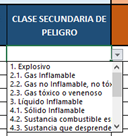 CLASE SECUNDARIA DE
PELIGRO
1. Explosivo
2.1. Gas Inflamable
2.2. Gas no Inflamable, no tóx
2.3. Gas tóxico o venenoso
3. Líquido Inflamable
4.1. Sólido Inflamable
4.2. Sustancia combustible es
4.3. Sustancia que desprende